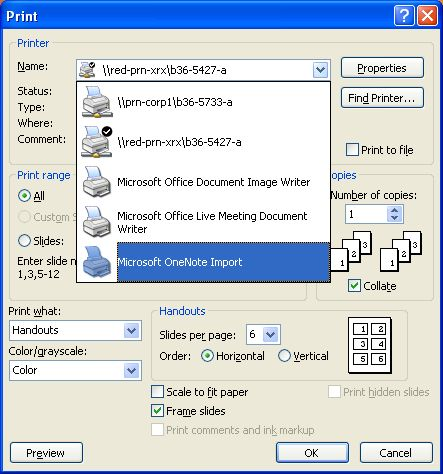 Print
Printer
Name: \\red-prn-xrx\b36-5427-a Properties
Status: \\prn-corp1\b36-5733-a Find Printer...
Type:
Where: \\red-prn-xrx\b36-5427-a
Comment: Print to file
Microsoft Office Document Image Writer
Print range Copies
All Microsoft Office Live Meeting Document Writer Number of copies:
Custom S 1
Slides: Microsoft OneNote Import
Enter slide n
1,3,5-12
1 1 2 2 3 3
Collate
Print what: Handouts
Handouts Slides per page: 6
Color/grayscale: Order: Horizontal Vertical
Color
1 2
3 4
5 6
Scale to fit paper Print hidden slides
Frame slides
Print comments and ink markup
Preview OK Cancel